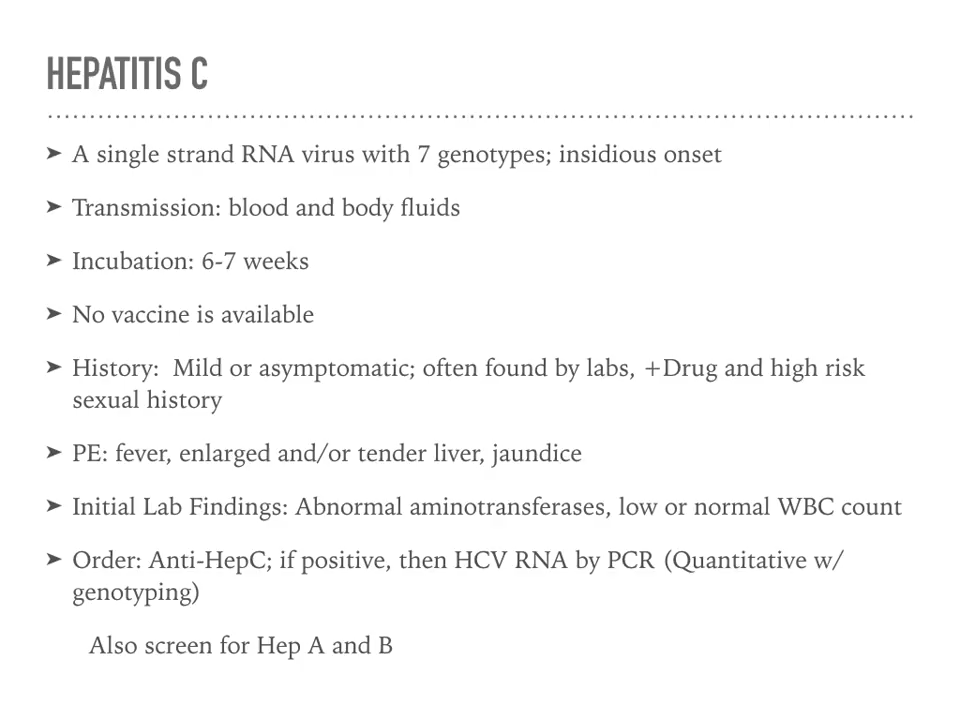 HEPATITIS C
➤ A single strand RNA virus with 7 genotypes; insidious onset
➤ Transmission: blood and body fluids
➤ Incubation: 6-7 weeks
➤ No vaccine is available
➤ History:  Mild or asymptomatic; often found by labs, +Drug and high risk
sexual history
➤ PE: fever, enlarged and/or tender liver, jaundice
➤ Initial Lab Findings: Abnormal aminotransferases, low or normal WBC count
➤ Order: Anti-HepC; if positive, then HCV RNA by PCR (Quantitative w/
genotyping)
Also screen for Hep A and B